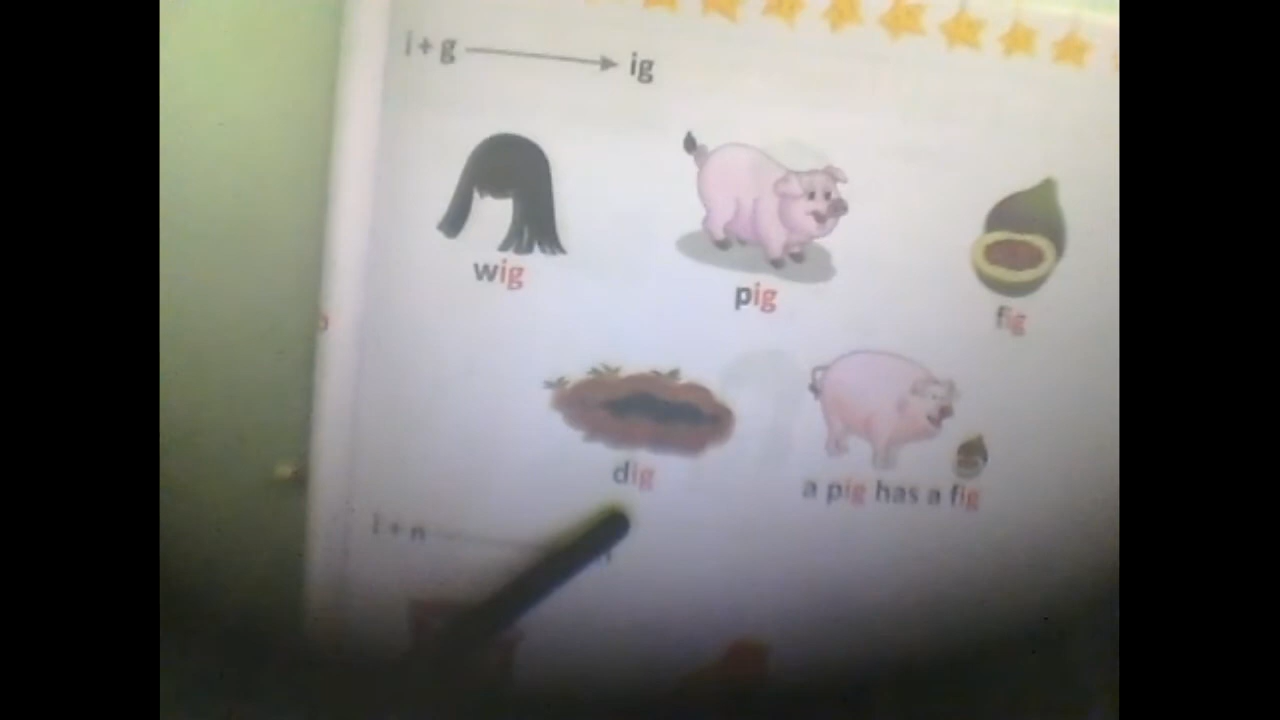 i + g ig
wig pig fig
dig a pig has a fig
i + n